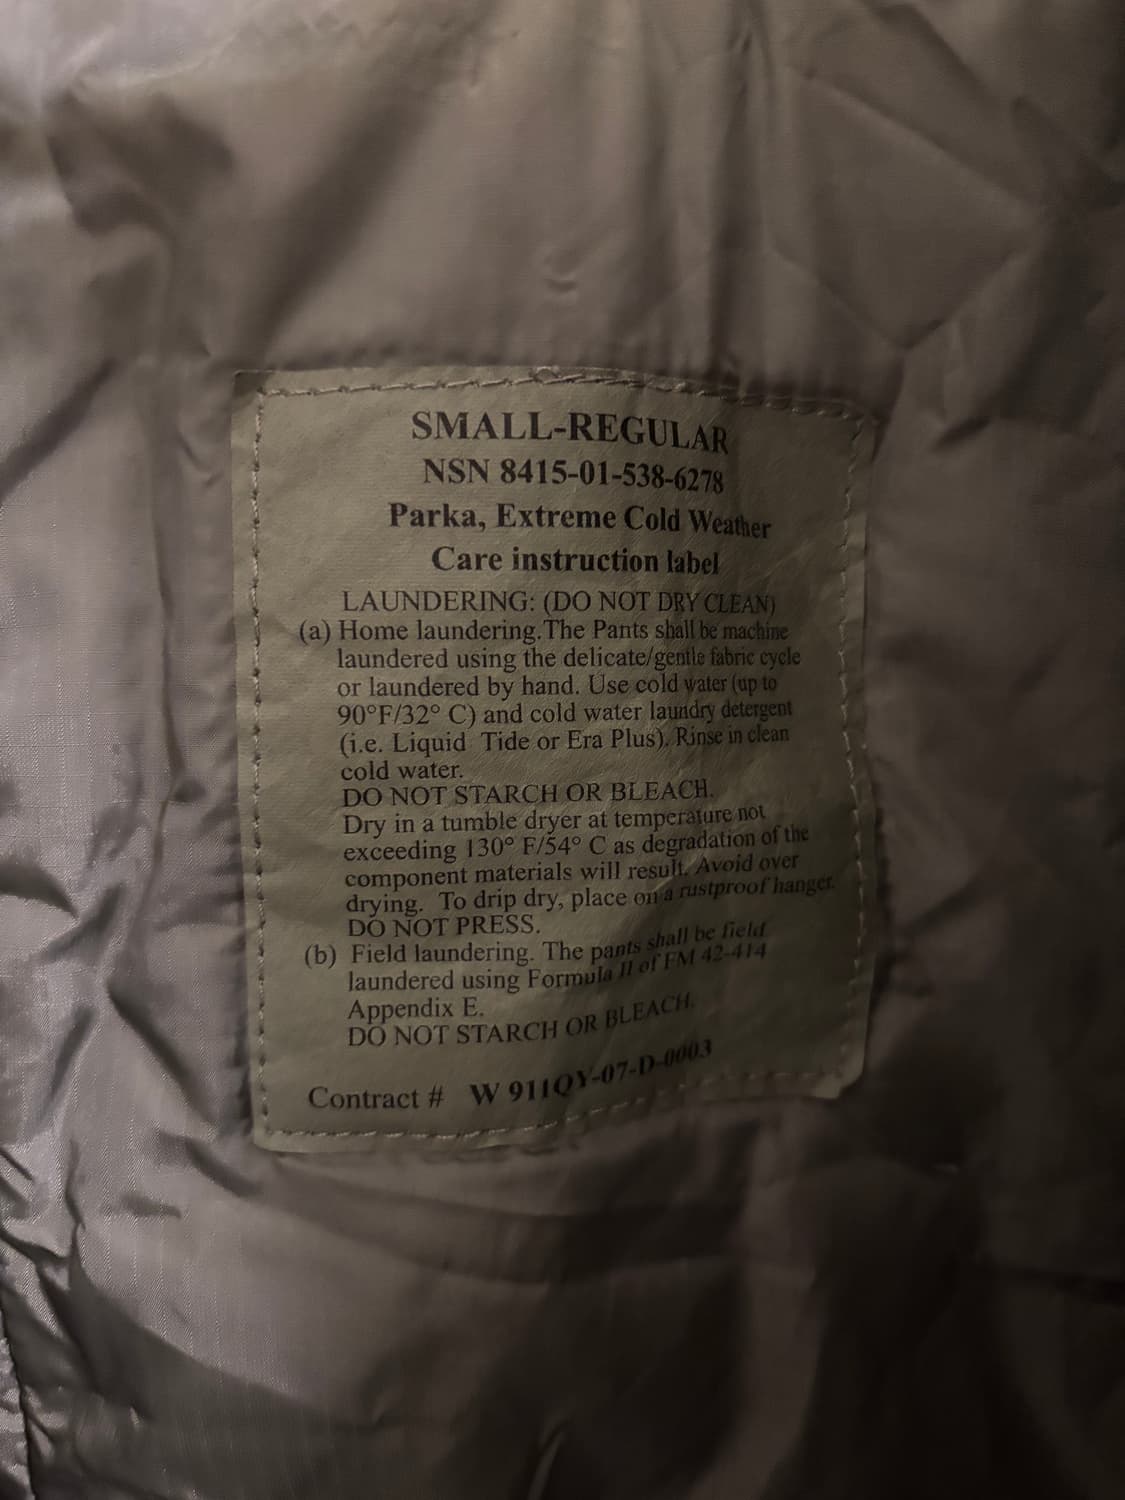 SMALL-REGULAR
NSN 8415-01-538-6278
Parka, Extreme Cold Weather
Care instruction label
LAUNDERING: (DO NOT DRY CLEAN)
(a) Home laundering.The Pants shall be machine
laundered using the delicate/gentle fabric cycle
or laundered by hand. Use cold water (up to
90°F/32° C) and cold water laundry detergent
(i.e. Liquid Tide or Era Plus). Rinse in clean
cold water.
DO NOT STARCH OR BLEACH.
Dry in a tumble dryer at temperature not
exceeding 130° F/54° C as degradation of the
component materials will result. Avoid over
drying. To drip dry, place on a rustproof hanger.
DO NOT PRESS.
(b) Field laundering. The pants shall be field
laundered using Formula II of FM 42-414
Appendix E.
DO NOT STARCH OR BLEACH.
Contract # W 911QY-07-D-0003